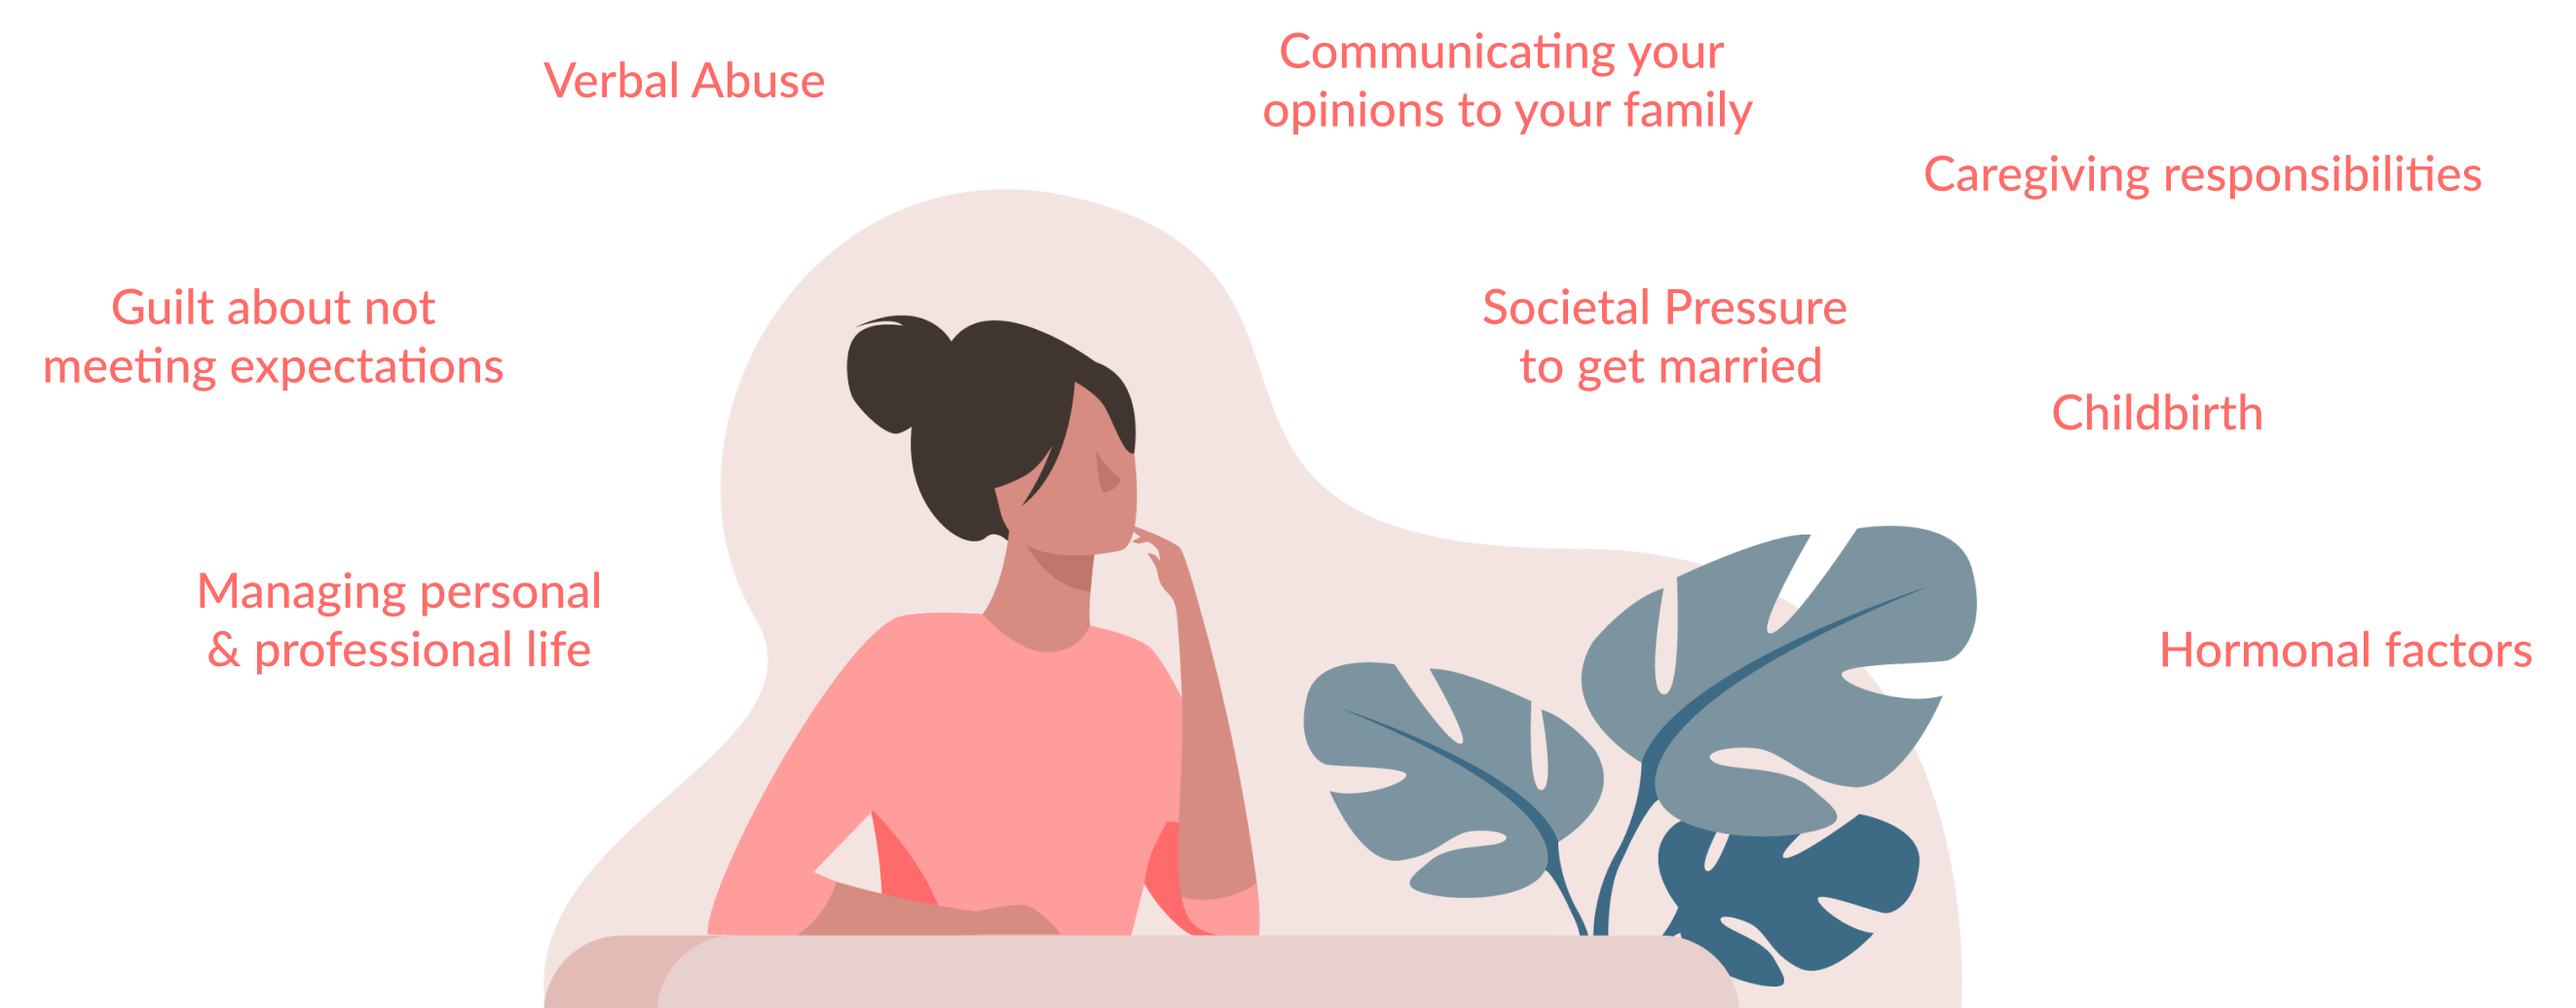 Verbal Abuse
Communicating your
opinions to your family
Caregiving responsibilities
Guilt about not
meeting expectations
Societal Pressure
to get married
Childbirth
Managing personal
& professional life
Hormonal factors